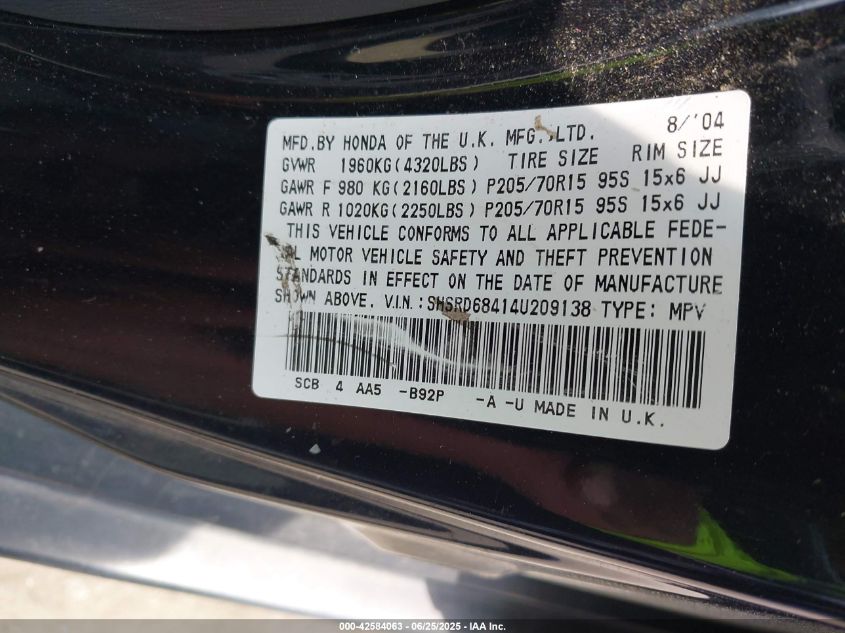 MFD.BY HONDA OF THE U.K. MFG.,LTD. 8/'04
GVWR 1960KG(4320LBS) TIRE SIZE RIM SIZE
GAWR F 980 KG(2160LBS) P205/70R15 95S 15x6 JJ
GAWR R 1020KG(2250LBS) P205/70R15 95S 15x6 JJ
THIS VEHICLE CONFORMS TO ALL APPLICABLE FEDE-
RAL MOTOR VEHICLE SAFETY AND THEFT PREVENTION
STANDARDS IN EFFECT ON THE DATE OF MANUFACTURE
SHOWN ABOVE. V.I.N.:SHSRD68414U209138 TYPE: MPV
SCB 4 AA5 -B92P -A -U MADE IN U.K.
000-42584063 - 06/25/2025 - IAA Inc.